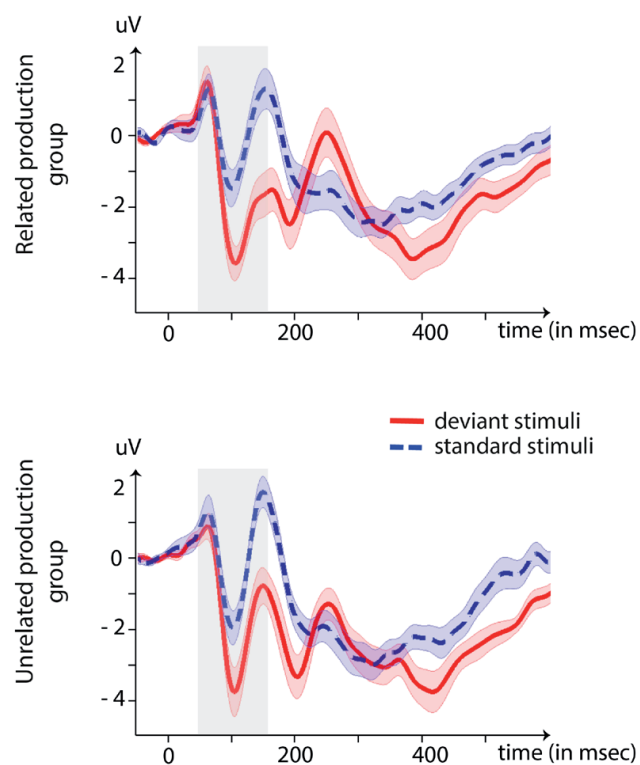 uV
2
0
- 2
- 4
Related production
group
0
200
400
time (in msec)
deviant stimuli
standard stimuli
uV
2
0
- 2
- 4
Unrelated production
group
0
200
400
time (in msec)